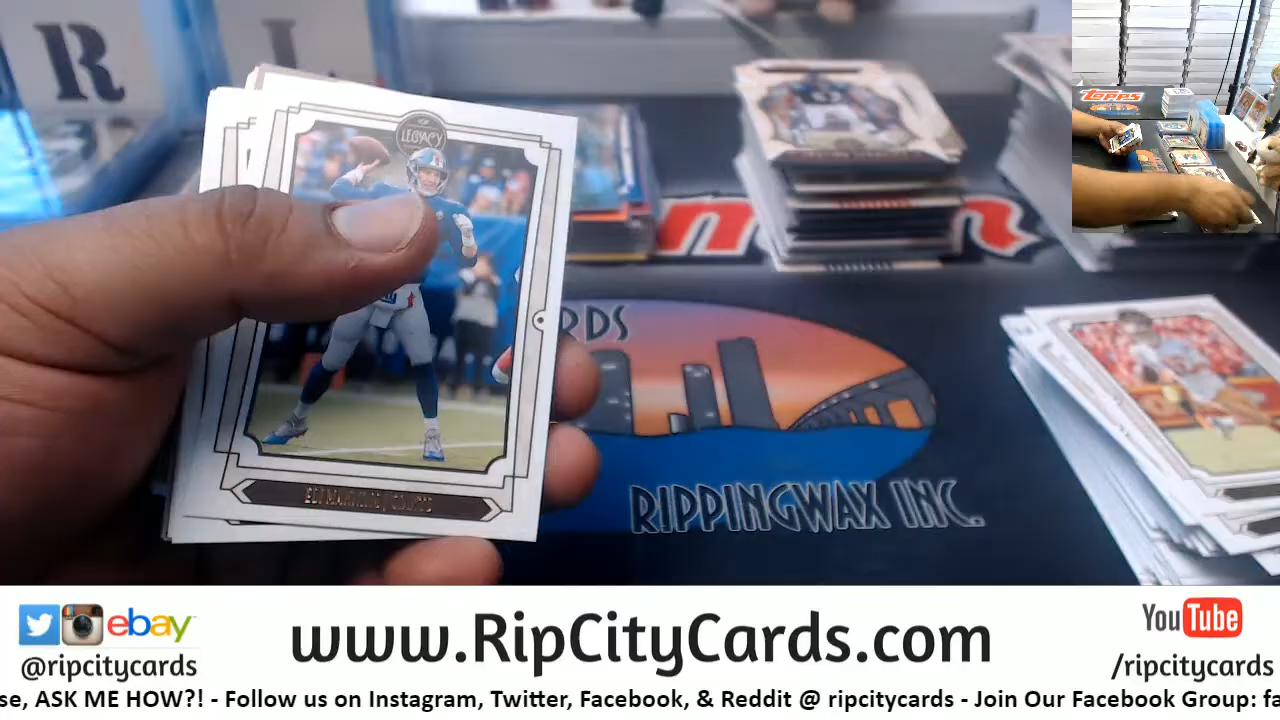 R I
LEGACY
Topps
RDS
RIPPINGWAX INC.
ebay
www.RipCityCards.com
YouTube
@ripcitycards
/ripcitycards
se, ASK ME HOW?! - Follow us on Instagram, Twitter, Facebook, & Reddit @ ripcitycards - Join Our Facebook Group: fa